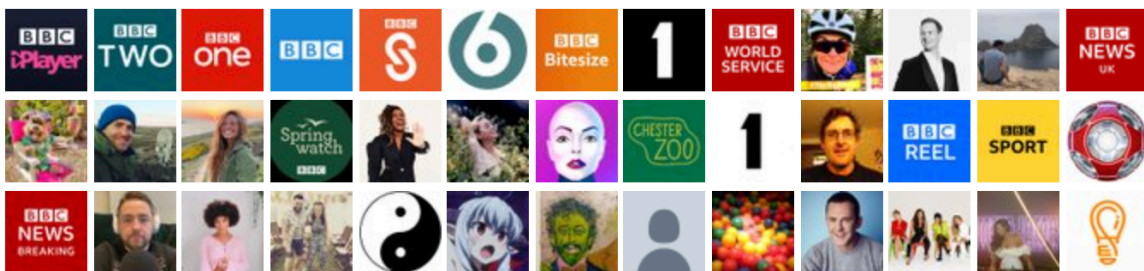 BBC
iPlayer
BBC
TWO
BBC
one
BBC
BBC
S
6
BBC
Bitesize
1
BBC
WORLD
SERVICE
BBC
NEWS
UK
Spring
watch
BBC
CHESTER
ZOO
1
BBC
REEL
BBC
SPORT
BBC
NEWS
BREAKING